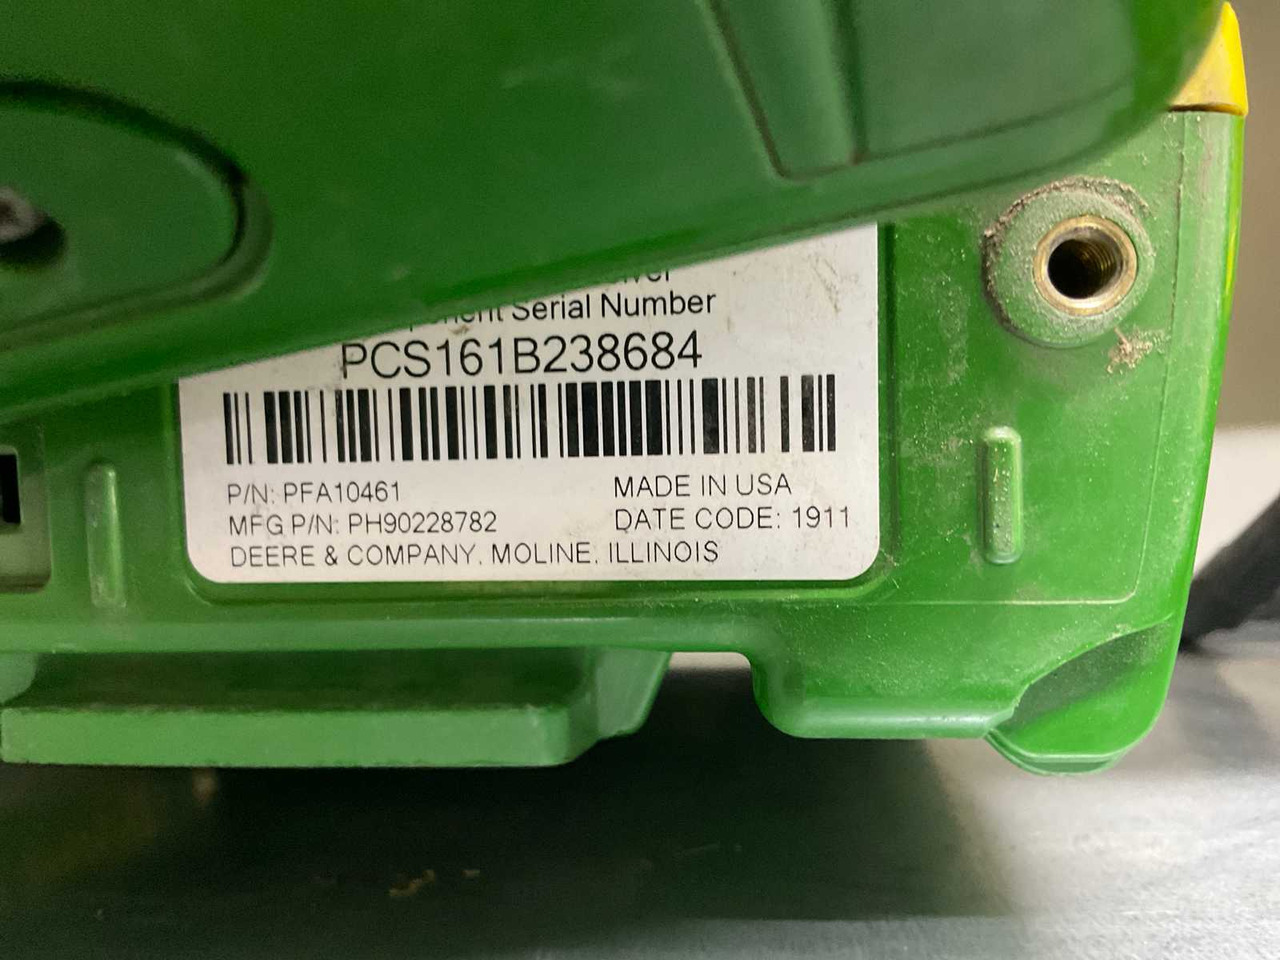 Serial Number
PCS161B238684
P/N: PFA10461
MADE IN USA
MFG P/N: PH90228782
DATE CODE: 1911
DEERE & COMPANY. MOLINE. ILLINOIS